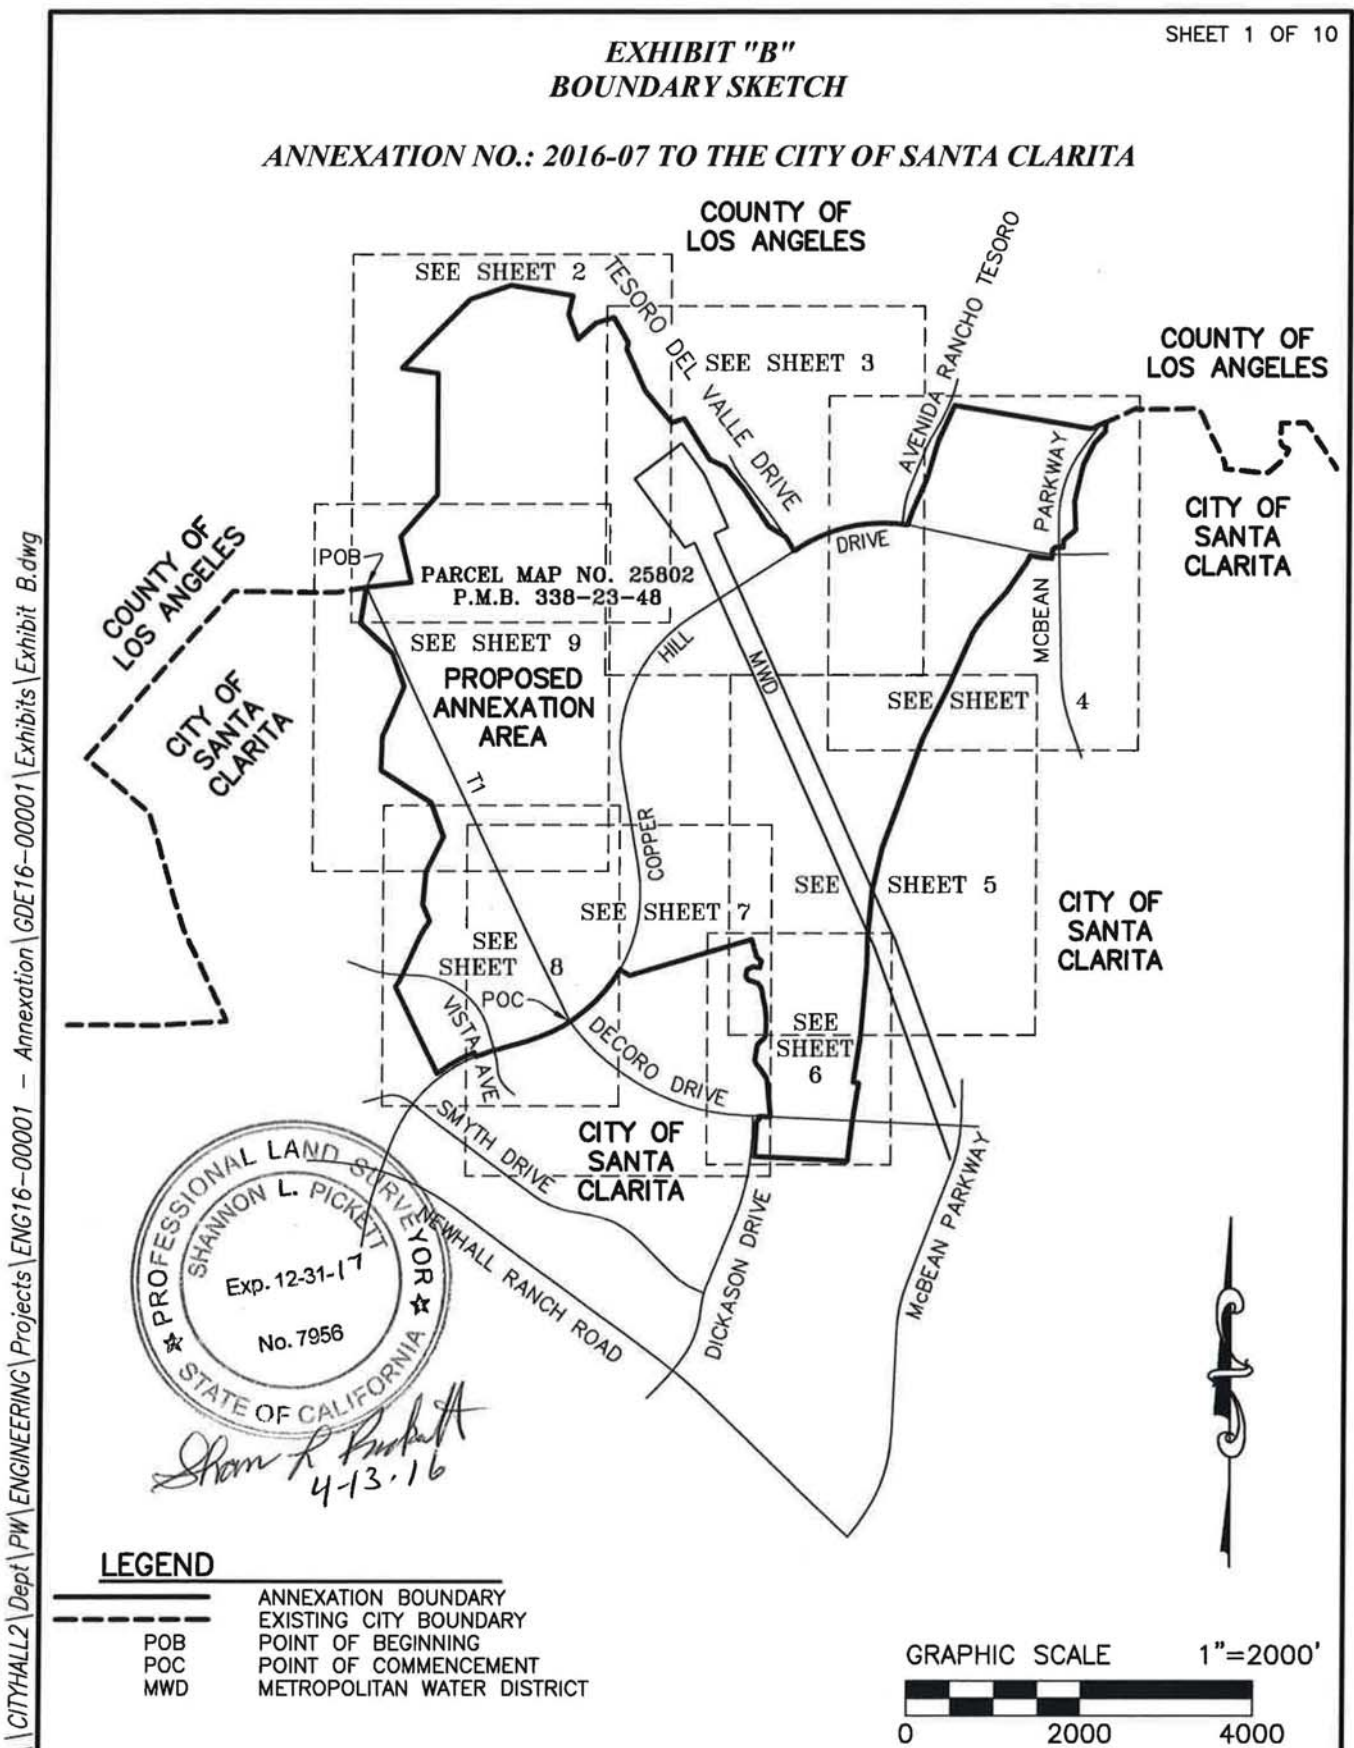 SHEET 1 OF 10
EXHIBIT "B"
BOUNDARY SKETCH
ANNEXATION NO.: 2016-07 TO THE CITY OF SANTA CLARITA
COUNTY OF
LOS ANGELES
SEE SHEET 2
TESORO DEL VALLE DRIVE
SEE SHEET 3
AVENIDA RANCHO TESORO
COUNTY OF
LOS ANGELES
PARKWAY
CITY OF
SANTA
CLARITA
COUNTY OF
LOS ANGELES
POB
DRIVE
PARCEL MAP NO. 25802
P.M.B. 338-23-48
SEE SHEET 9
HILL
MWD
MCBEAN
PROPOSED
ANNEXATION
AREA
SEE SHEET 4
CITY OF
SANTA
CLARITA
T1
COPPER
SEE SHEET 5
SEE SHEET 7
CITY OF
SANTA
CLARITA
SEE
SHEET 8
POC
VISTA AVE
DECORO DRIVE
SEE
SHEET
6
SMYTH DRIVE
CITY OF
SANTA
CLARITA
NEWHALL RANCH ROAD
DICKASON DRIVE
McBEAN PARKWAY
PROFESSIONAL LAND SURVEYOR
SHANNON L. PICKETT
Exp. 12-31-17
No. 7956
STATE OF CALIFORNIA
4-13-16
LEGEND
ANNEXATION BOUNDARY
EXISTING CITY BOUNDARY
POB POINT OF BEGINNING
POC POINT OF COMMENCEMENT
MWD METROPOLITAN WATER DISTRICT
GRAPHIC SCALE 1"=2000'
0 2000 4000
\CITYHALL2\Dept\PW\ENGINEERING\Projects\ENG16-00001 - Annexation\GDE16-00001\Exhibits\Exhibit B.dwg